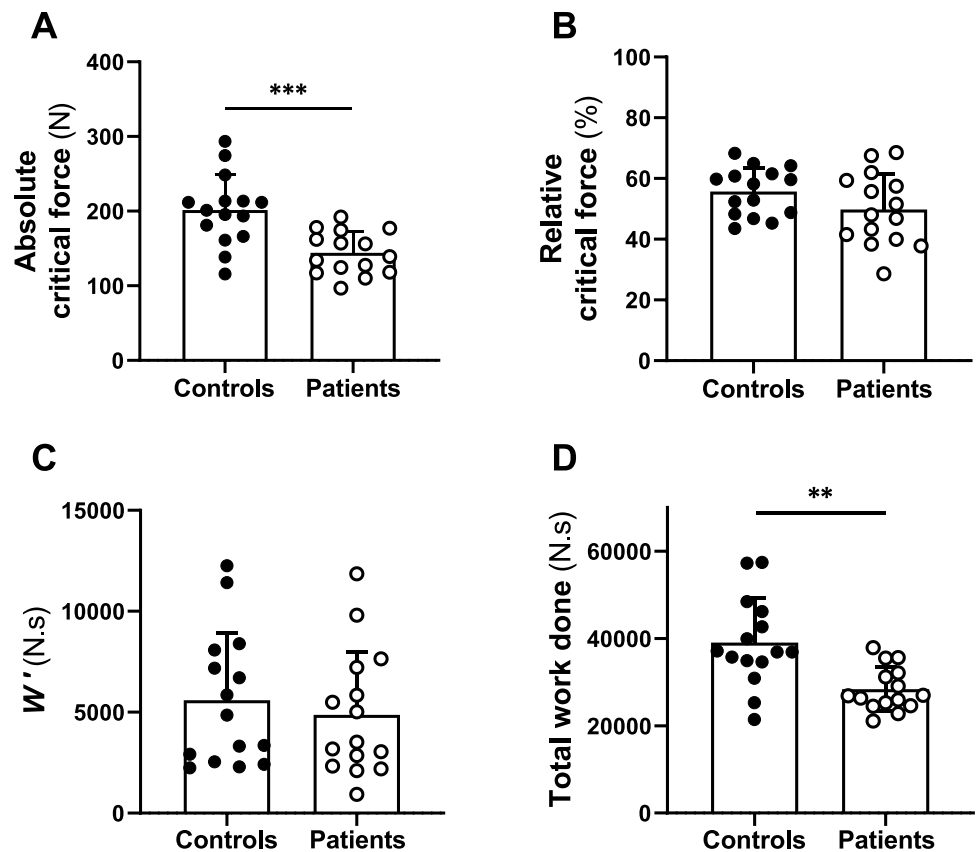 A
Absolute
critical force (N)
400
300
200
100
0
***
Controls
Patients
B
Relative
critical force (%)
100
80
60
40
20
0
Controls
Patients
C
W' (N.s)
15000
10000
5000
0
Controls
Patients
D
Total work done (N.s)
60000
40000
20000
0
**
Controls
Patients